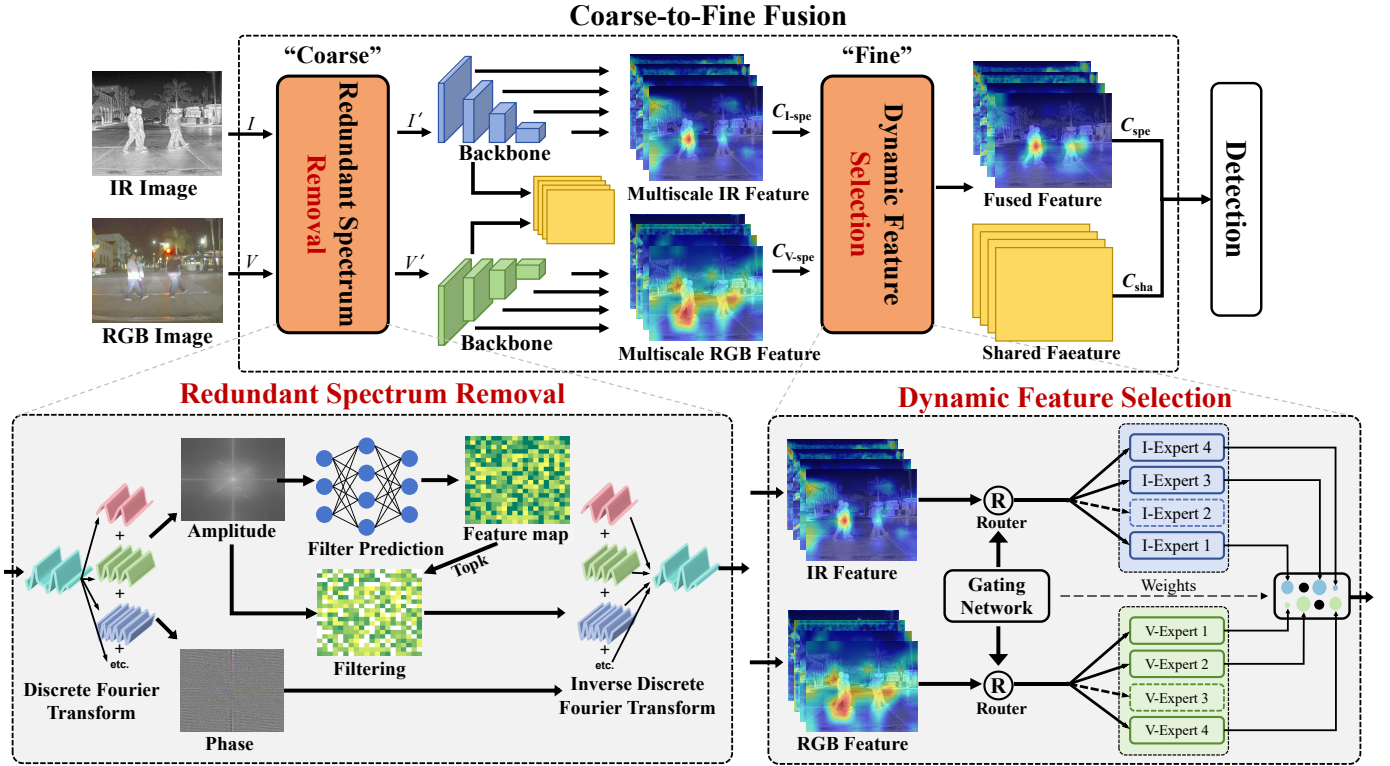 Coarse-to-Fine Fusion
“Coarse”
“Fine”
IR Image
I
RGB Image
V
Redundant Spectrum
Removal
I′
V′
Backbone
Backbone
Multiscale IR Feature
Multiscale RGB Feature
C I-spe
C V-spe
Dynamic Feature
Selection
Fused Feature
Shared Faeature
C spe
C sha
Detection
Redundant Spectrum Removal
+
+
+
etc.
Discrete Fourier
Transform
Amplitude
Phase
Filter Prediction
Feature map
Topk
Filtering
+
+
+
etc.
Inverse Discrete
Fourier Transform
Dynamic Feature Selection
IR Feature
RGB Feature
R
Router
Gating
Network
R
Router
I-Expert 4
I-Expert 3
I-Expert 2
I-Expert 1
Weights
V-Expert 1
V-Expert 2
V-Expert 3
V-Expert 4